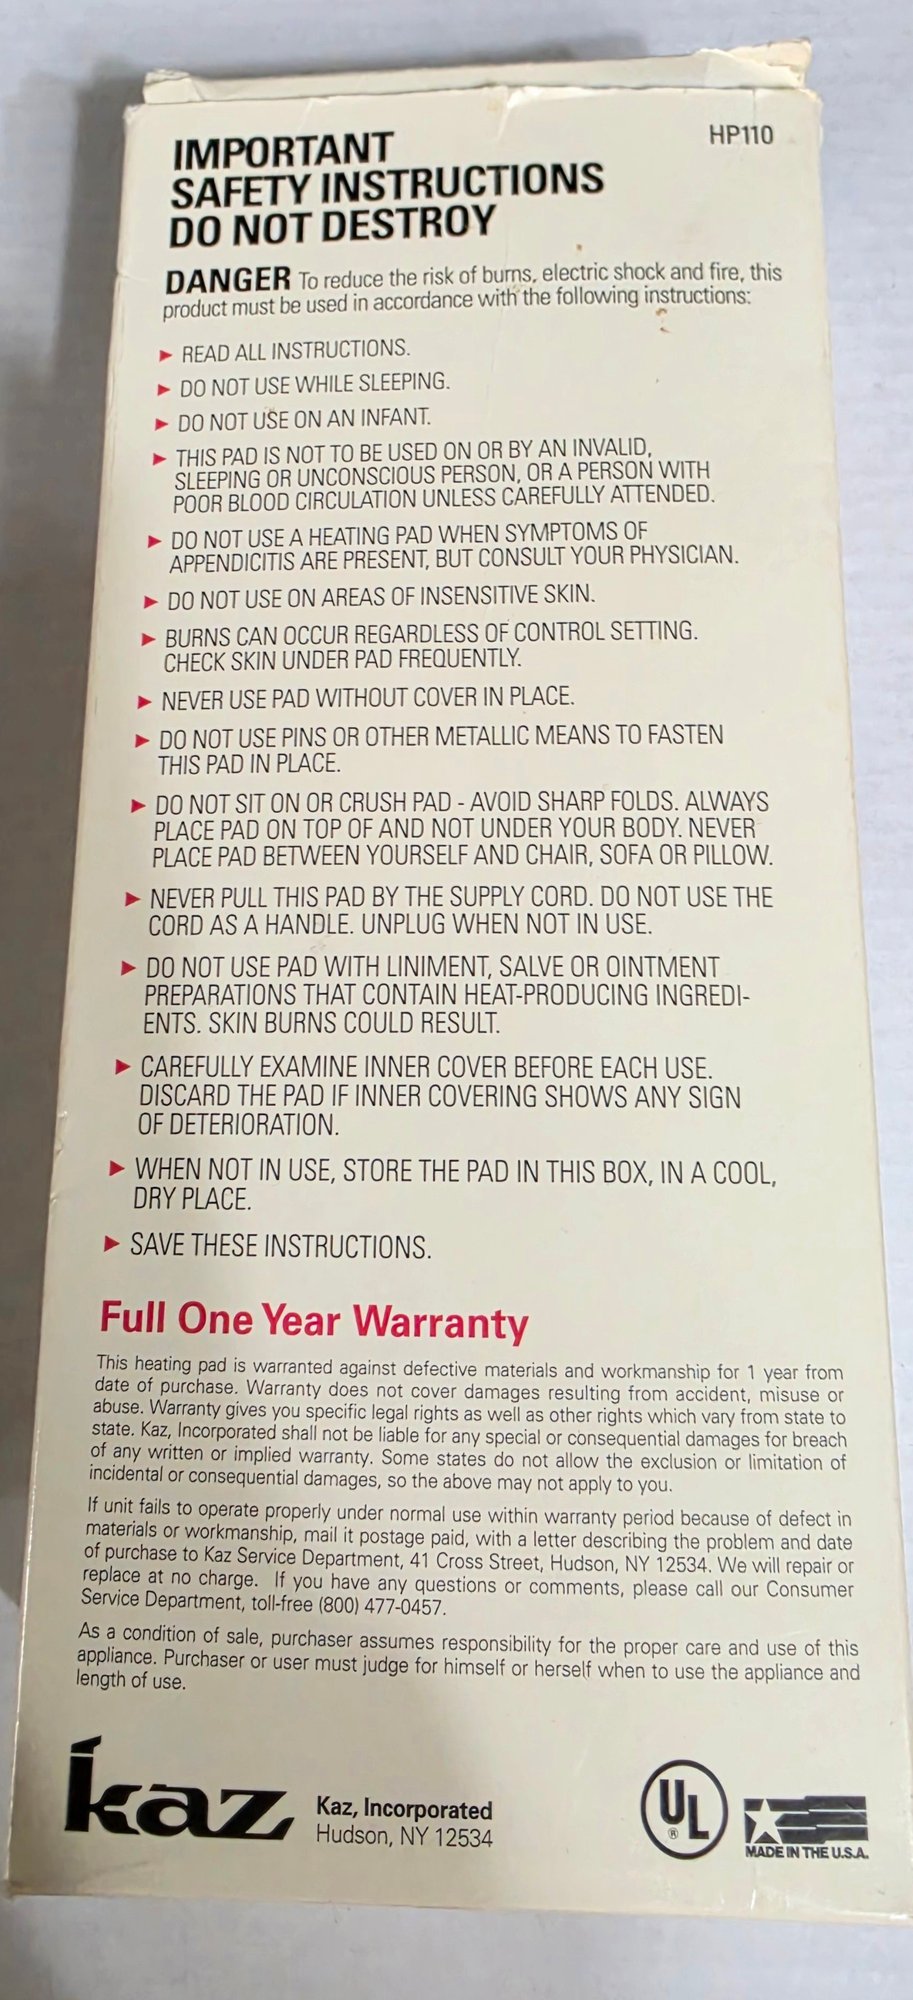 HP110
IMPORTANT
SAFETY INSTRUCTIONS
DO NOT DESTROY
DANGER To reduce the risk of burns, electric shock and fire, this
product must be used in accordance with the following instructions:
► READ ALL INSTRUCTIONS.
► DO NOT USE WHILE SLEEPING.
► DO NOT USE ON AN INFANT.
► THIS PAD IS NOT TO BE USED ON OR BY AN INVALID,
SLEEPING OR UNCONSCIOUS PERSON, OR A PERSON WITH
POOR BLOOD CIRCULATION UNLESS CAREFULLY ATTENDED.
► DO NOT USE A HEATING PAD WHEN SYMPTOMS OF
APPENDICITIS ARE PRESENT, BUT CONSULT YOUR PHYSICIAN.
► DO NOT USE ON AREAS OF INSENSITIVE SKIN.
► BURNS CAN OCCUR REGARDLESS OF CONTROL SETTING.
CHECK SKIN UNDER PAD FREQUENTLY.
► NEVER USE PAD WITHOUT COVER IN PLACE.
► DO NOT USE PINS OR OTHER METALLIC MEANS TO FASTEN
THIS PAD IN PLACE.
► DO NOT SIT ON OR CRUSH PAD - AVOID SHARP FOLDS. ALWAYS
PLACE PAD ON TOP OF AND NOT UNDER YOUR BODY. NEVER
PLACE PAD BETWEEN YOURSELF AND CHAIR, SOFA OR PILLOW.
► NEVER PULL THIS PAD BY THE SUPPLY CORD. DO NOT USE THE
CORD AS A HANDLE. UNPLUG WHEN NOT IN USE.
► DO NOT USE PAD WITH LINIMENT, SALVE OR OINTMENT
PREPARATIONS THAT CONTAIN HEAT-PRODUCING INGREDI-
ENTS. SKIN BURNS COULD RESULT.
► CAREFULLY EXAMINE INNER COVER BEFORE EACH USE.
DISCARD THE PAD IF INNER COVERING SHOWS ANY SIGN
OF DETERIORATION.
► WHEN NOT IN USE, STORE THE PAD IN THIS BOX, IN A COOL,
DRY PLACE.
► SAVE THESE INSTRUCTIONS.
Full One Year Warranty
This heating pad is warranted against defective materials and workmanship for 1 year from
date of purchase. Warranty does not cover damages resulting from accident, misuse or
abuse. Warranty gives you specific legal rights as well as other rights which vary from state to
state. Kaz, Incorporated shall not be liable for any special or consequential damages for breach
of any written or implied warranty. Some states do not allow the exclusion or limitation of
incidental or consequential damages, so the above may not apply to you.
If unit fails to operate properly under normal use within warranty period because of defect in
materials or workmanship, mail it postage paid, with a letter describing the problem and date
of purchase to Kaz Service Department, 41 Cross Street, Hudson, NY 12534. We will repair or
replace at no charge. If you have any questions or comments, please call our Consumer
Service Department, toll-free (800) 477-0457.
As a condition of sale, purchaser assumes responsibility for the proper care and use of this
appliance. Purchaser or user must judge for himself or herself when to use the appliance and
length of use.
kaz
Kaz, Incorporated
Hudson, NY 12534
UL ®
MADE IN THE U.S.A.